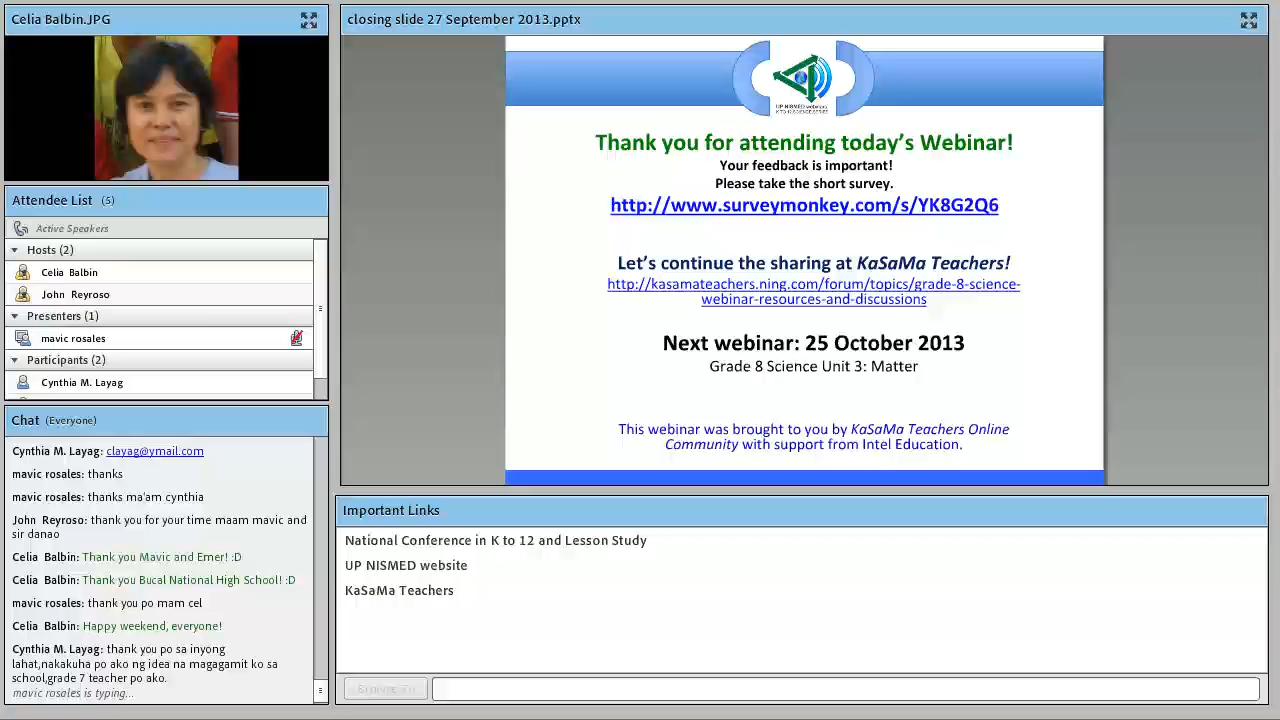 Celia Balbin.JPG
Attendee List (5)
Active Speakers
Hosts (2)
Celia Balbin
John Reyroso
Presenters (1)
mavic rosales
Participants (2)
Cynthia M. Layag
Chat (Everyone)
Cynthia M. Layag: clayag@ymail.com
mavic rosales: thanks
mavic rosales: thanks ma'am cynthia
John Reyroso: thank you for your time maam mavic and
sir danao
Celia Balbin: Thank you Mavic and Emer! :D
Celia Balbin: Thank you Bucal National High School! :D
mavic rosales: thank you po mam cel
Celia Balbin: Happy weekend, everyone!
Cynthia M. Layag: thank you po sa inyong
lahat,nakakuha po ako ng idea na magagamit ko sa
school,grade 7 teacher po ako.
mavic rosales is typing...
closing slide 27 September 2013.pptx
UP NISMED webinars
K TO 12 SCIENCE SERIES
Thank you for attending today's Webinar!
Your feedback is important!
Please take the short survey.
http://www.surveymonkey.com/s/YK8G2Q6
Let's continue the sharing at KaSaMa Teachers!
http://kasamateachers.ning.com/forum/topics/grade-8-science-
webinar-resources-and-discussions
Next webinar: 25 October 2013
Grade 8 Science Unit 3: Matter
This webinar was brought to you by KaSaMa Teachers Online
Community with support from Intel Education.
Important Links
National Conference in K to 12 and Lesson Study
UP NISMED website
KaSaMa Teachers
Browse To